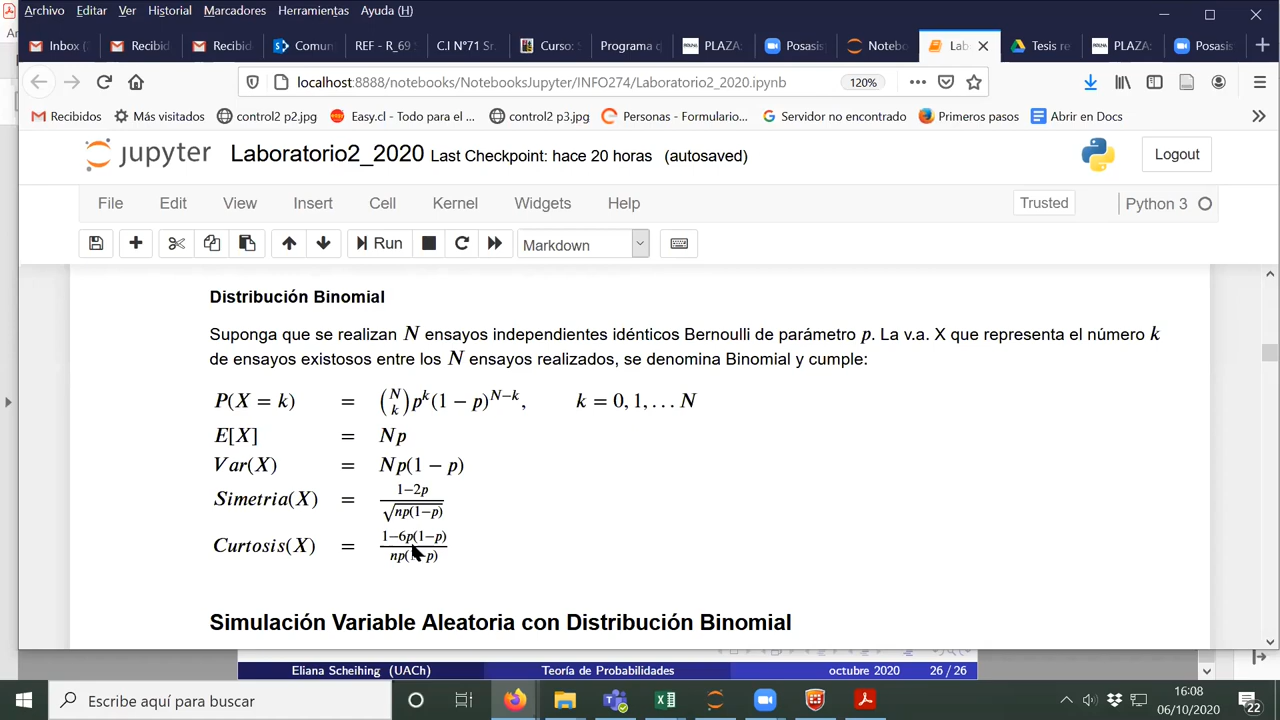 Archivo Editar Ver Historial Marcadores Herramientas Ayuda (H)
Inbox ( Recibid Recibid Comun REF - R_69 CJ N°71 Sr. Curso: Programa c PLAZA: Posasis Notebo Lab Tesis re PLAZA: Posasis
localhost:8888/notebooks/NotebooksJupyter/INFO274/Laboratorio2_2020.ipynb 120%
Recibidos Más visitados control2 p2.jpg Easy.cl - Todo para el ... control2 p3.jpg Personas - Formulario... Servidor no encontrado Primeros pasos Abrir en Docs
jupyter Laboratorio2_2020 Last Checkpoint: hace 20 horas (autosaved) Logout
File Edit View Insert Cell Kernel Widgets Help Trusted Python 3
Run Markdown
Distribución Binomial
Suponga que se realizan N ensayos independientes idénticos Bernoulli de parámetro p. La v.a. X que representa el número k
de ensayos existosos entre los N ensayos realizados, se denomina Binomial y cumple:
P(X = k) = (N k) p^k (1 − p)^{N−k}, k = 0, 1, … N
E[X] = Np
Var(X) = Np(1 − p)
Simetria(X) = 1−2p / √np(1−p)
Curtosis(X) = 1−6p(1−p) / np(1−p)
Simulación Variable Aleatoria con Distribución Binomial
Eliana Scheihing (UACh) Teoría de Probabilidades octubre 2020 26 / 26
Escribe aquí para buscar 16:08
06/10/2020 22